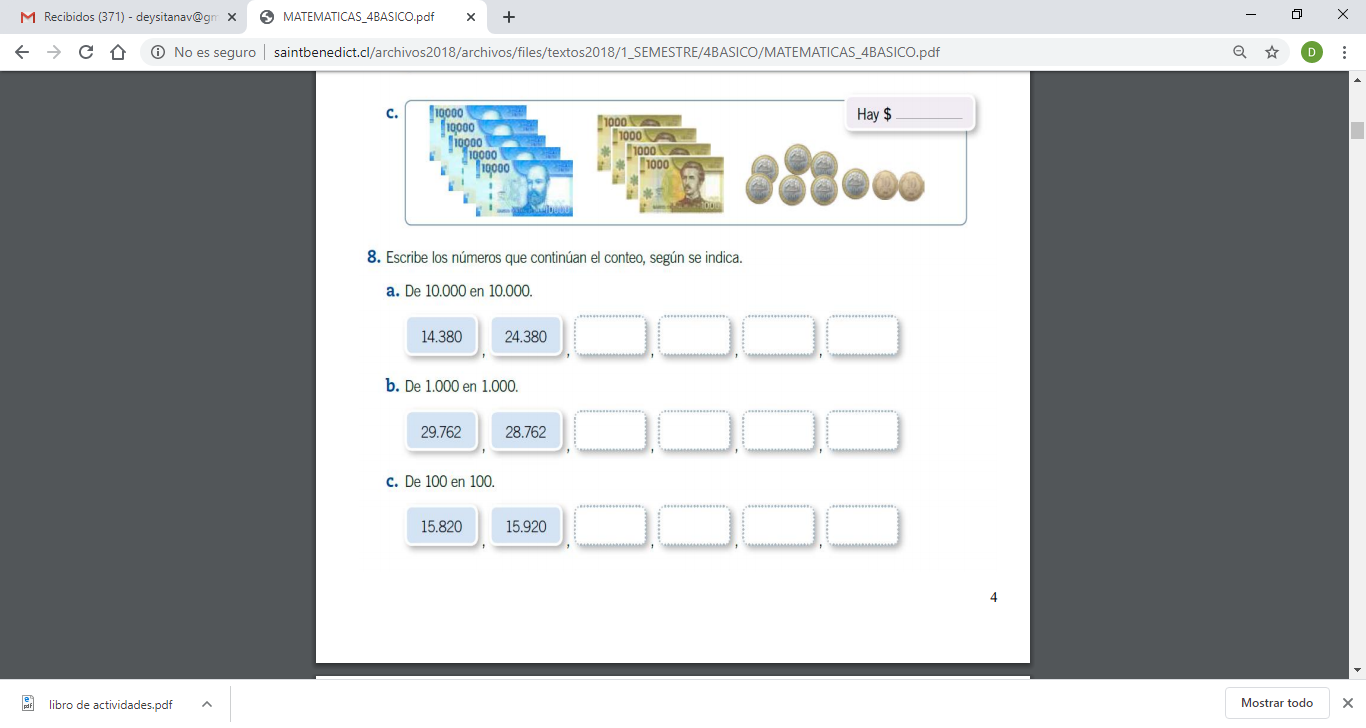 Recibidos (371) - deysitanav@gm
MATEMATICAS_4BASICO.pdf
No es seguro | saintbenedict.cl/archivos2018/archivos/files/textos2018/1_SEMESTRE/4BASICO/MATEMATICAS_4BASICO.pdf
D
c.
Hay $ ________
10000
10000
10000
10000
10000
1000
1000
1000
1000
8. Escribe los números que continúan el conteo, según se indica.
a. De 10.000 en 10.000.
14.380 , 24.380 , , , ,
b. De 1.000 en 1.000.
29.762 , 28.762 , , , ,
c. De 100 en 100.
15.820 , 15.920 , , , ,
4
libro de actividades.pdf
Mostrar todo